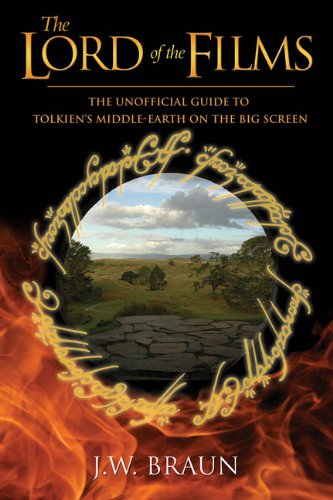 The
LORD of the FILMS
THE UNOFFICIAL GUIDE TO
TOLKIEN'S MIDDLE-EARTH ON THE BIG SCREEN
J.W. BRAUN